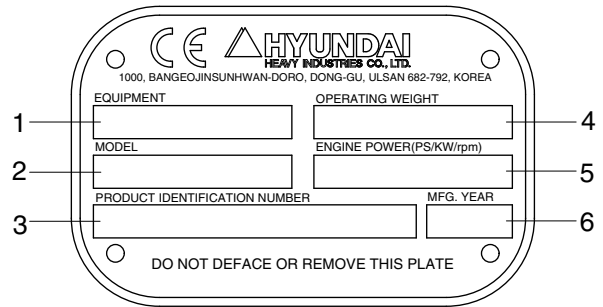 CE HYUNDAI
HEAVY INDUSTRIES CO., LTD.
1000, BANGEOJINSUNHWAN-DORO, DONG-GU, ULSAN 682-792, KOREA
EQUIPMENT OPERATING WEIGHT
1 4
MODEL ENGINE POWER(PS/KW/rpm)
2 5
PRODUCT IDENTIFICATION NUMBER MFG. YEAR
3 6
DO NOT DEFACE OR REMOVE THIS PLATE